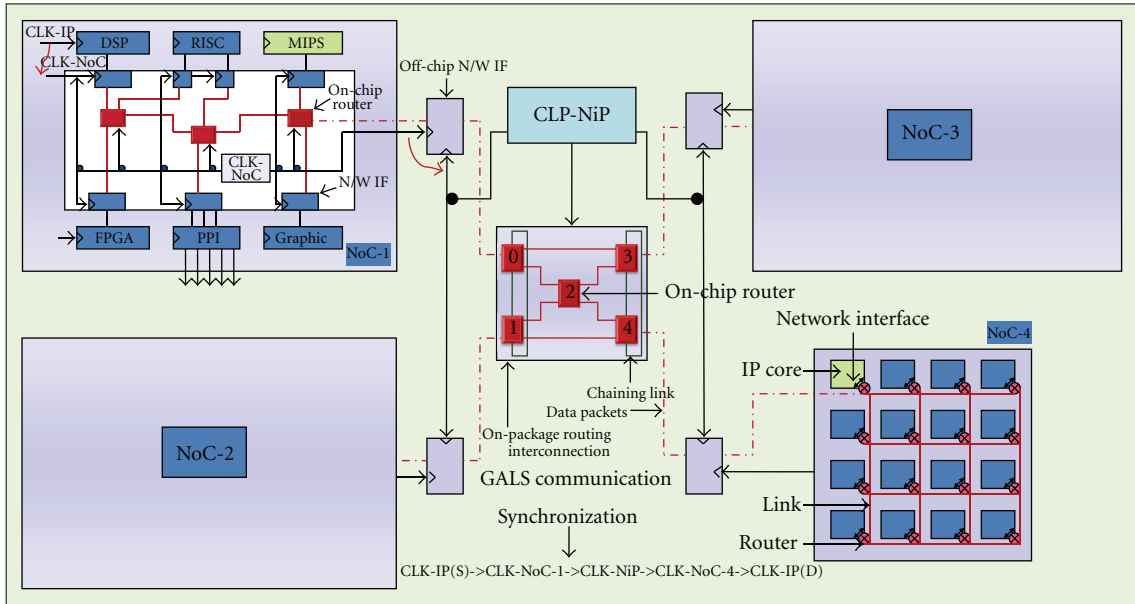 CLK-IP
DSP
RISC
MIPS
CLK-NoC
Off-chip N/W IF
On-chip
router
CLP-NiP
NoC-3
CLK-
NoC
N/W IF
FPGA
PPI
Graphic
NoC-1
0
3
2
On-chip router
1
4
Network interface
NoC-4
IP core
Chaining link
Data packets
On-package routing
interconnection
NoC-2
GALS communication
Link
Synchronization
Router
CLK-IP(S)->CLK-NoC-1->CLK-NiP->CLK-NoC-4->CLK-IP(D)